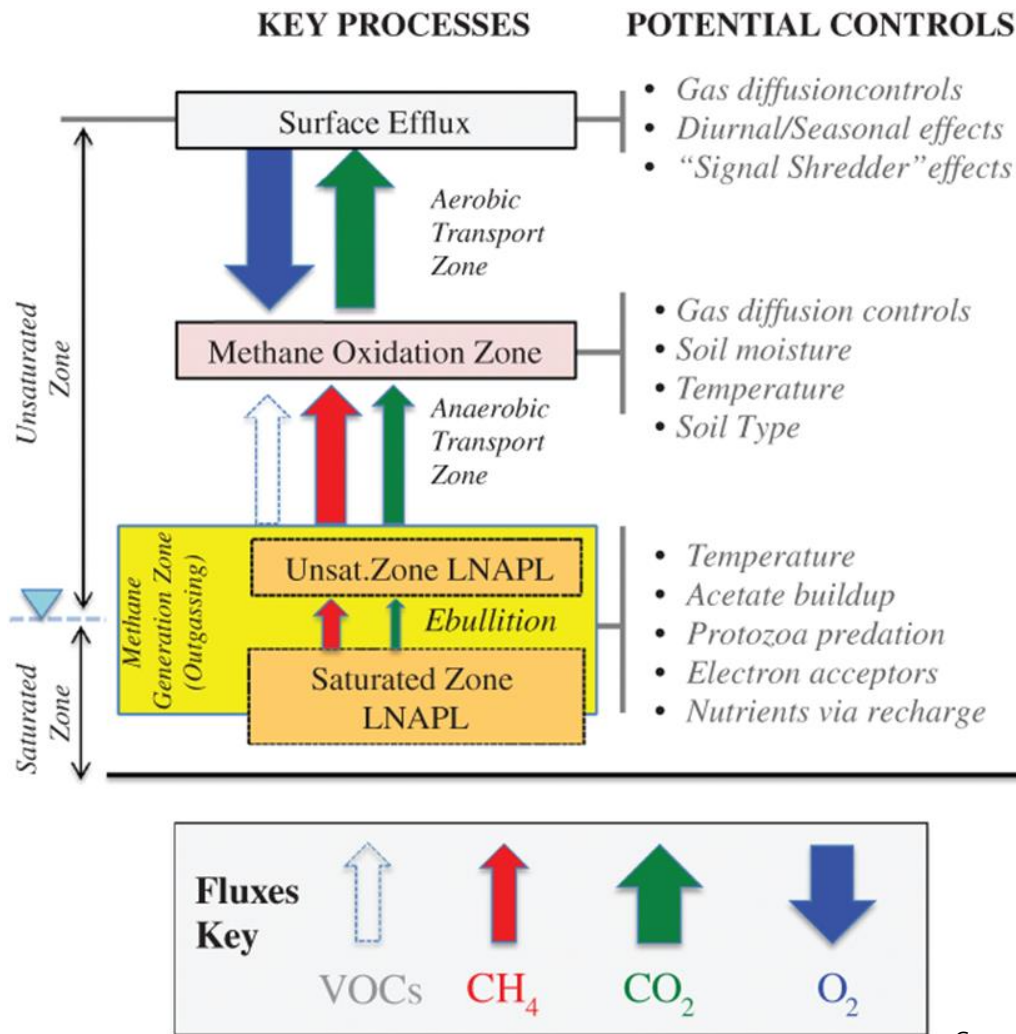 KEY PROCESSES
POTENTIAL CONTROLS
Surface Efflux
• Gas diffusioncontrols
• Diurnal/Seasonal effects
• “Signal Shredder”effects
Aerobic
Transport
Zone
Unsaturated
Zone
Methane Oxidation Zone
• Gas diffusion controls
• Soil moisture
• Temperature
• Soil Type
Anaerobic
Transport
Zone
Methane
Generation Zone
(Outgassing)
Unsat.Zone LNAPL
Ebullition
Saturated Zone
LNAPL
• Temperature
• Acetate buildup
• Protozoa predation
• Electron acceptors
• Nutrients via recharge
Saturated
Zone
Fluxes
Key
VOCs
CH4
CO2
O2